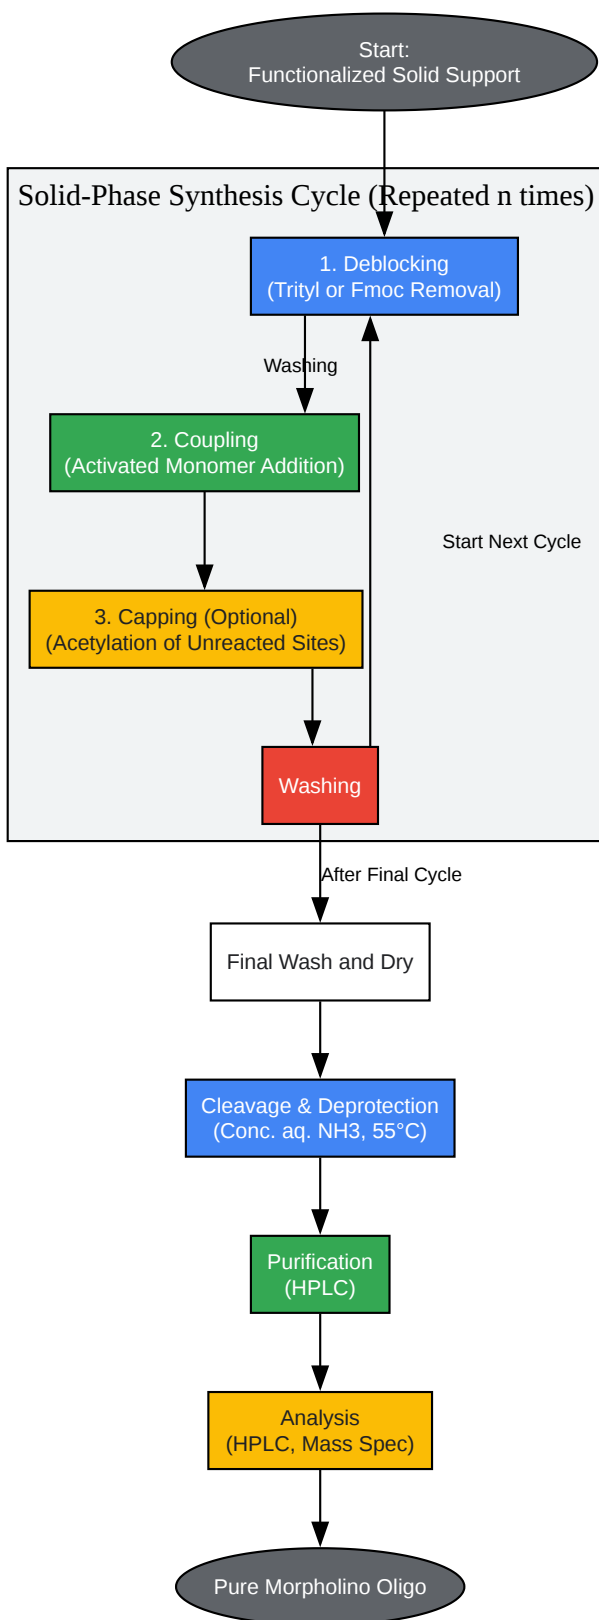 Start:
Functionalized Solid Support
Solid-Phase Synthesis Cycle (Repeated n times)
1. Deblocking
(Trityl or Fmoc Removal)
Washing
2. Coupling
(Activated Monomer Addition)
Start Next Cycle
3. Capping (Optional)
(Acetylation of Unreacted Sites)
Washing
After Final Cycle
Final Wash and Dry
Cleavage & Deprotection
(Conc. aq. NH3, 55°C)
Purification
(HPLC)
Analysis
(HPLC, Mass Spec)
Pure Morpholino Oligo